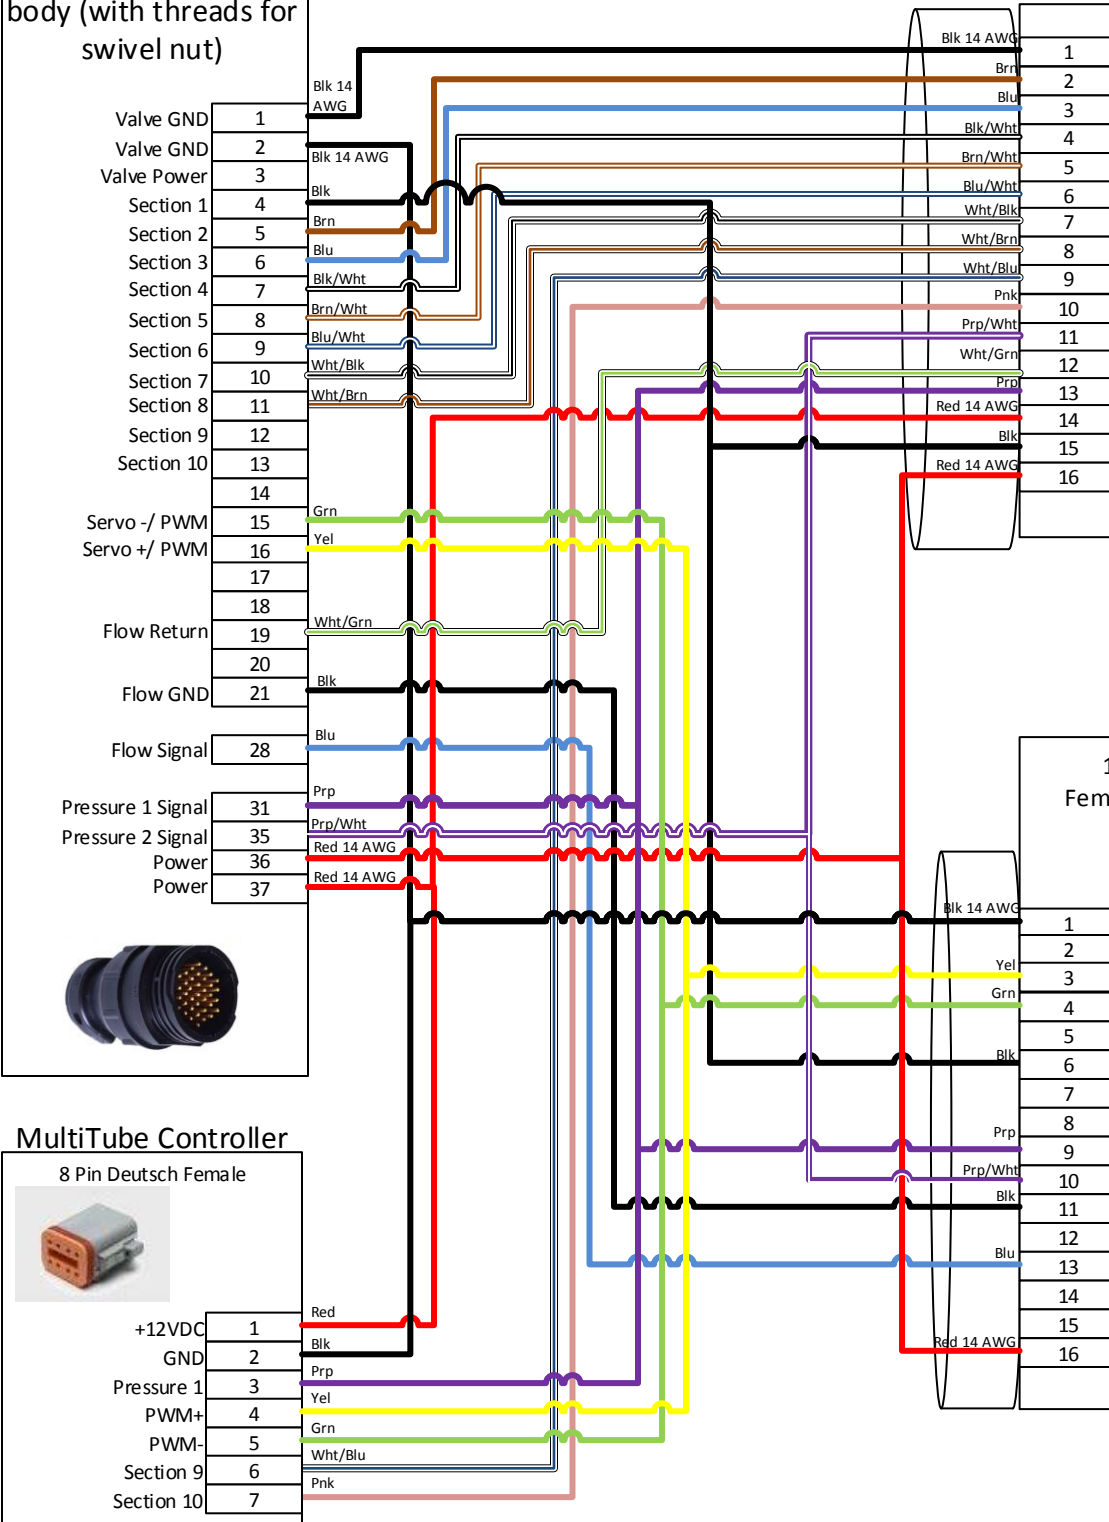 body (with threads for
swivel nut)
Blk 14
AWG
Valve GND 1
Valve GND 2 Blk 14 AWG
Valve Power 3
Section 1 4 Blk
Section 2 5 Brn
Section 3 6 Blu
Section 4 7 Blk/Wht
Section 5 8 Brn/Wht
Section 6 9 Blu/Wht
Section 7 10 Wht/Blk
Section 8 11 Wht/Brn
Section 9 12
Section 10 13
14
Servo -/ PWM 15 Grn
Servo +/ PWM 16 Yel
17
18
Flow Return 19 Wht/Grn
20
Flow GND 21 Blk
Flow Signal 28 Blu
Pressure 1 Signal 31 Prp
Pressure 2 Signal 35 Prp/Wht
Power 36 Red 14 AWG
Power 37 Red 14 AWG
MultiTube Controller
8 Pin Deutsch Female
+12VDC 1 Red
GND 2 Blk
Pressure 1 3 Prp
PWM+ 4 Yel
PWM- 5 Grn
Section 9 6 Wht/Blu
Section 10 7 Pnk
Blk 14 AWG 1
Brn 2
Blu 3
Blk/Wht 4
Brn/Wht 5
Blu/Wht 6
Wht/Blk 7
Wht/Brn 8
Wht/Blu 9
Pnk 10
Prp/Wht 11
Wht/Grn 12
Prp 13
Red 14 AWG 14
Blk 15
Red 14 AWG 16
1
Fem
Blk 14 AWG 1
2
Yel 3
Grn 4
5
Blk 6
7
8
Prp 9
Prp/Wht 10
Blk 11
12
Blu 13
14
15
Red 14 AWG 16